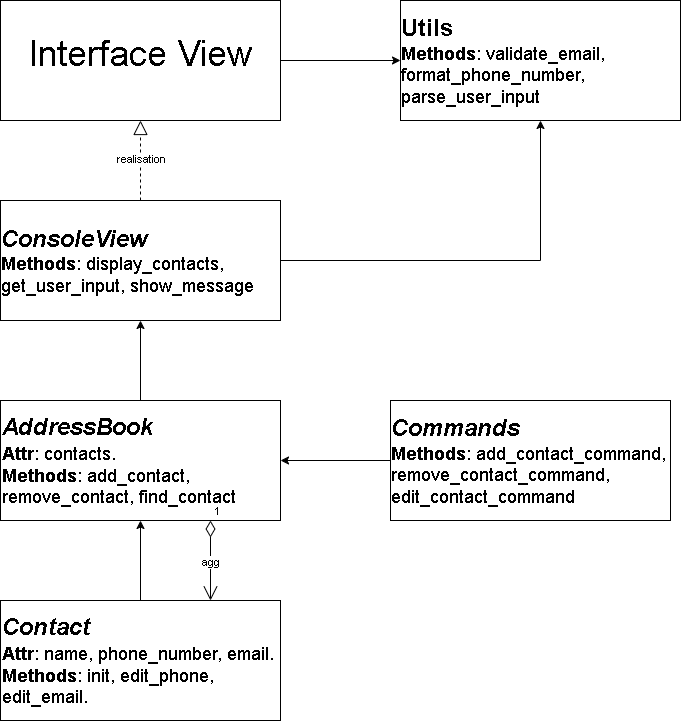 Interface View
Utils
Methods: validate_email,
format_phone_number,
parse_user_input
realisation
ConsoleView
Methods: display_contacts,
get_user_input, show_message
AddressBook
Attr: contacts.
Methods: add_contact,
remove_contact, find_contact
1
Commands
Methods: add_contact_command,
remove_contact_command,
edit_contact_command
agg
Contact
Attr: name, phone_number, email.
Methods: init, edit_phone,
edit_email.